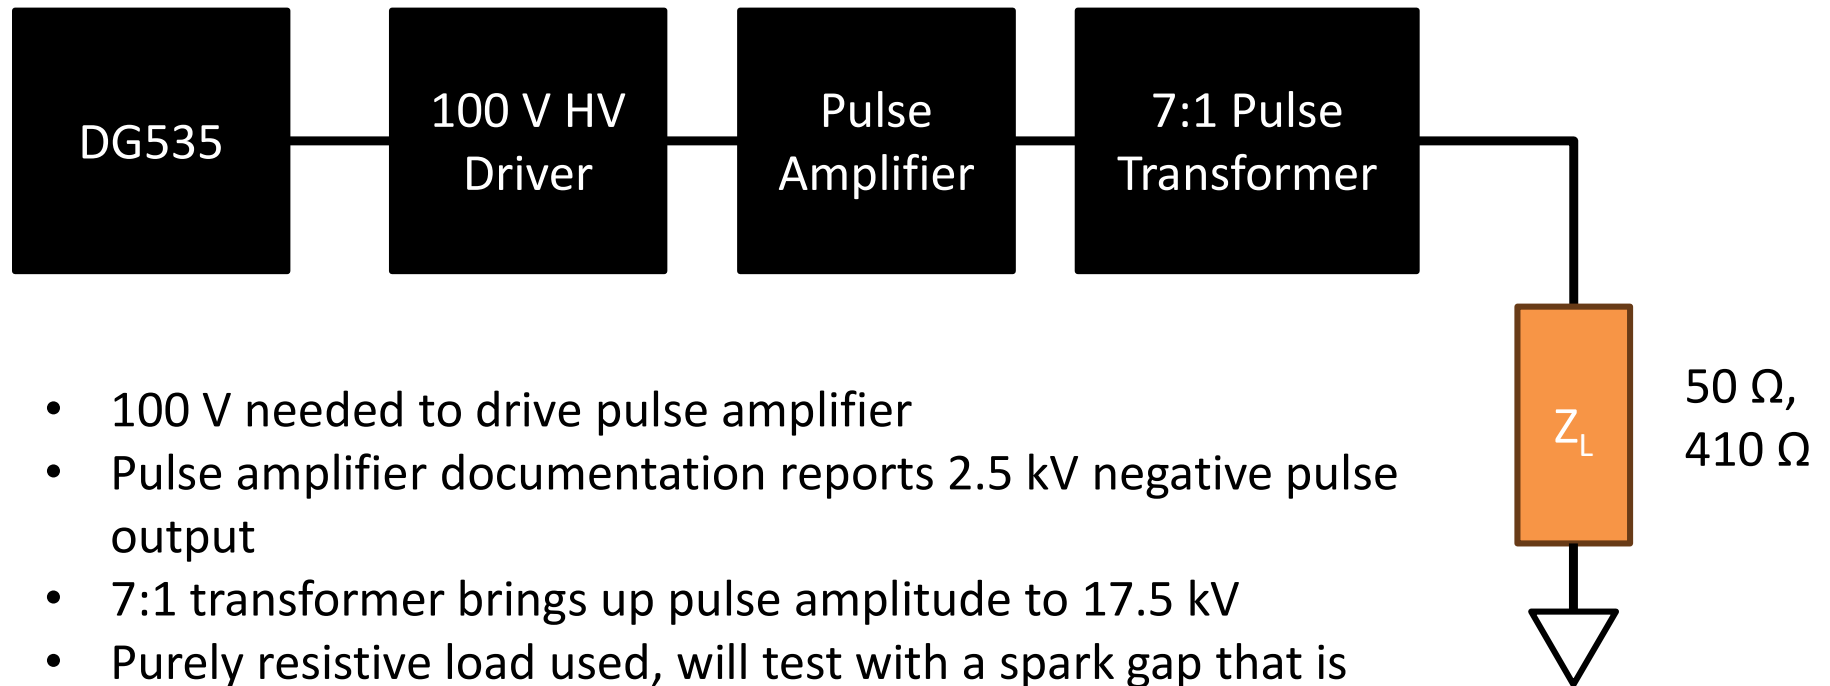 DG535
100 V HV
Driver
Pulse
Amplifier
7:1 Pulse
Transformer
Z_L
50 Ω,
410 Ω
• 100 V needed to drive pulse amplifier
• Pulse amplifier documentation reports 2.5 kV negative pulse
output
• 7:1 transformer brings up pulse amplitude to 17.5 kV
• Purely resistive load used, will test with a spark gap that is